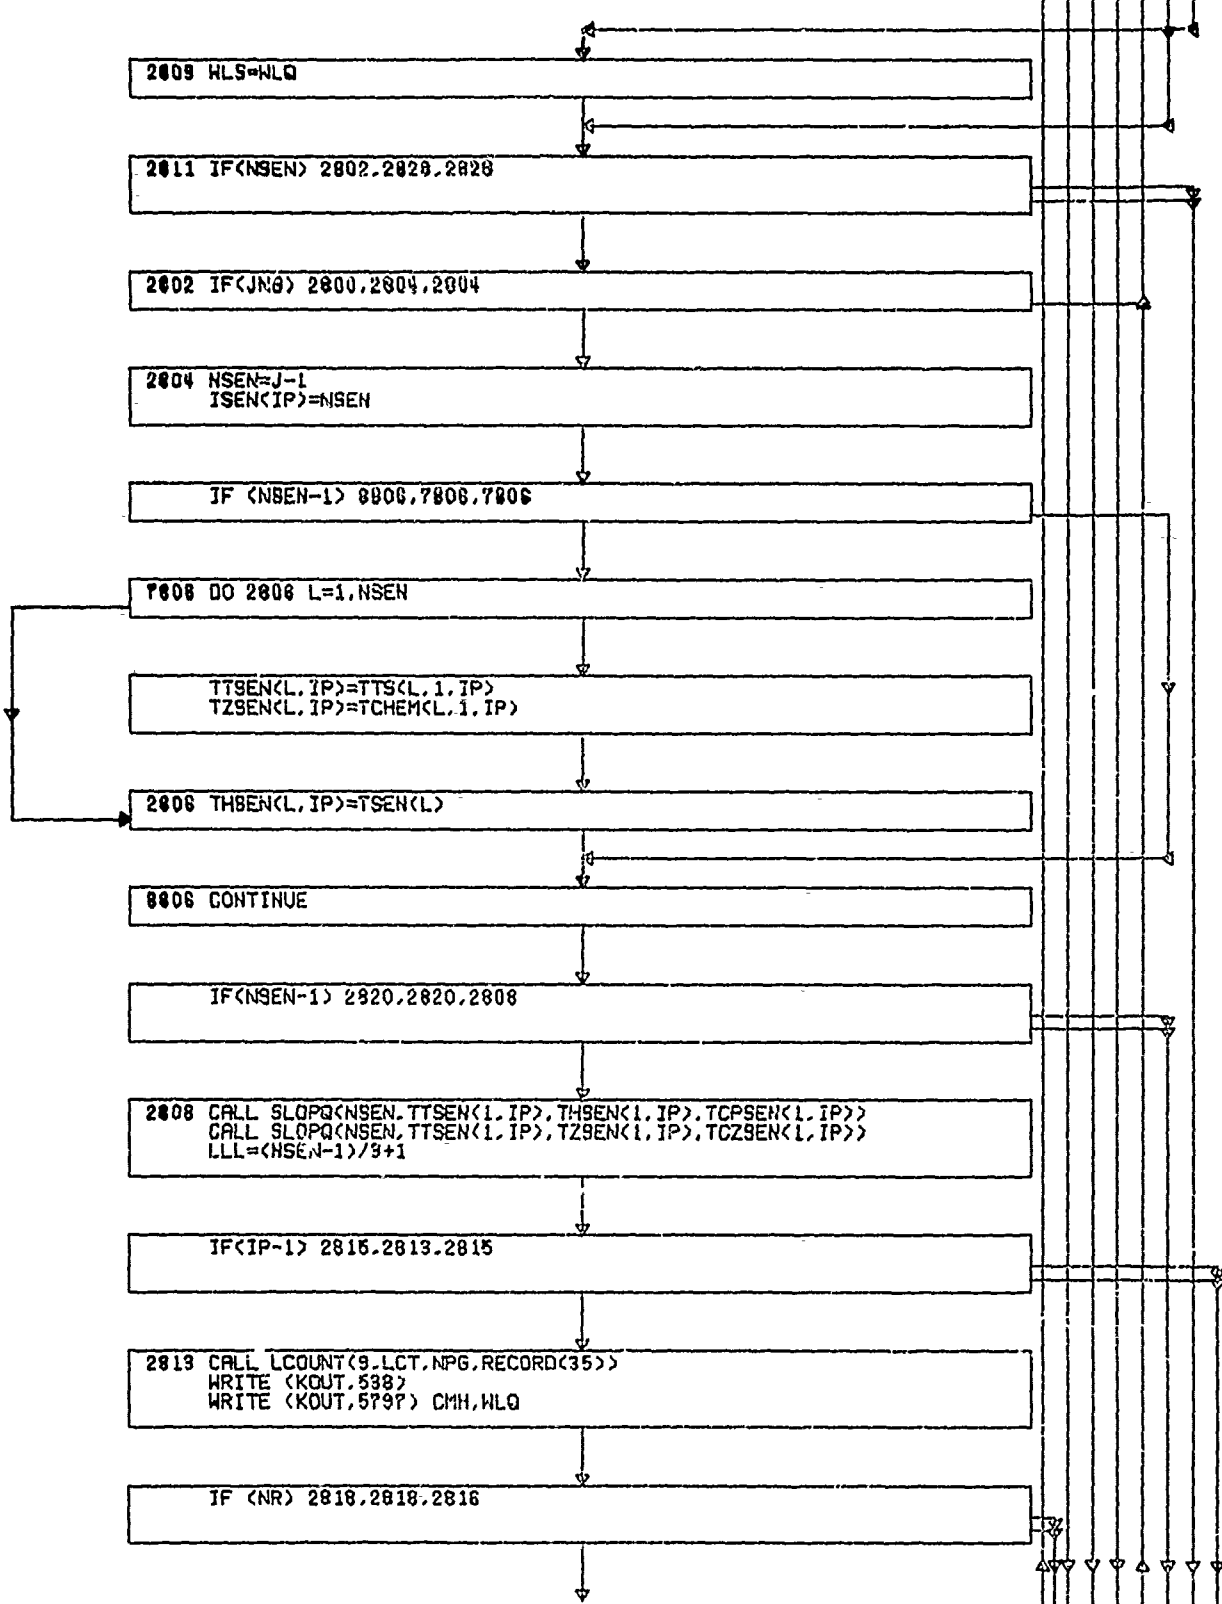 2809 WLS=WLQ
2811 IF(NSEN) 2802,2828,2828
2802 IF(JNG) 2800,2804,2804
2804 NSEN=J-1
ISEN(IP)=NSEN
IF (NSEN-1) 8806,7806,7806
7806 DO 2806 L=1,NSEN
TTSEN(L,IP)=TTS(L,1,IP)
TZSEN(L,IP)=TCHEM(L,1,IP)
2806 THSEN(L,IP)=TSEN(L)
8806 CONTINUE
IF(NSEN-1) 2820,2820,2808
2808 CALL SLOPQ(NSEN,TTSEN(1,IP),THSEN(1,IP),TCPSEN(1,IP))
CALL SLOPQ(NSEN,TTSEN(1,IP),TZSEN(1,IP),TCZSEN(1,IP))
LLL=(NSEN-1)/9+1
IF(IP-1) 2815,2813,2815
2813 CALL LCOUNT(9,LCT,NPG,RECORD(35))
WRITE (KOUT,538)
WRITE (KOUT,5797) CMH,WLQ
IF (NR) 2818,2818,2816